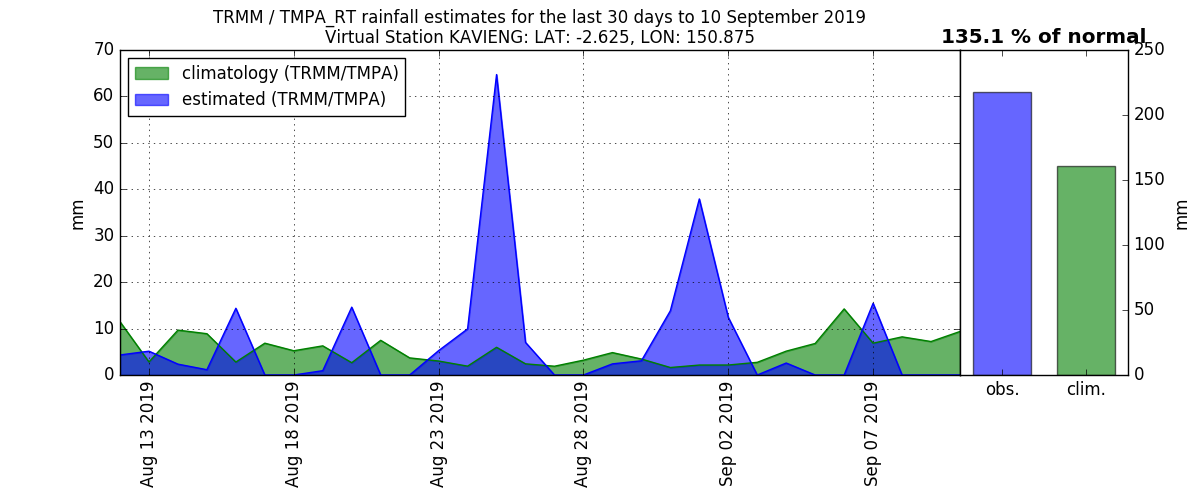 TRMM / TMPA_RT rainfall estimates for the last 30 days to 10 September 2019
Virtual Station KAVIENG: LAT: -2.625, LON: 150.875
135.1 % of normal
climatology (TRMM/TMPA)
estimated (TRMM/TMPA)
70
60
50
40
30
20
10
0
mm
Aug 13 2019
Aug 18 2019
Aug 23 2019
Aug 28 2019
Sep 02 2019
Sep 07 2019
250
200
150
100
50
0
mm
obs.
clim.